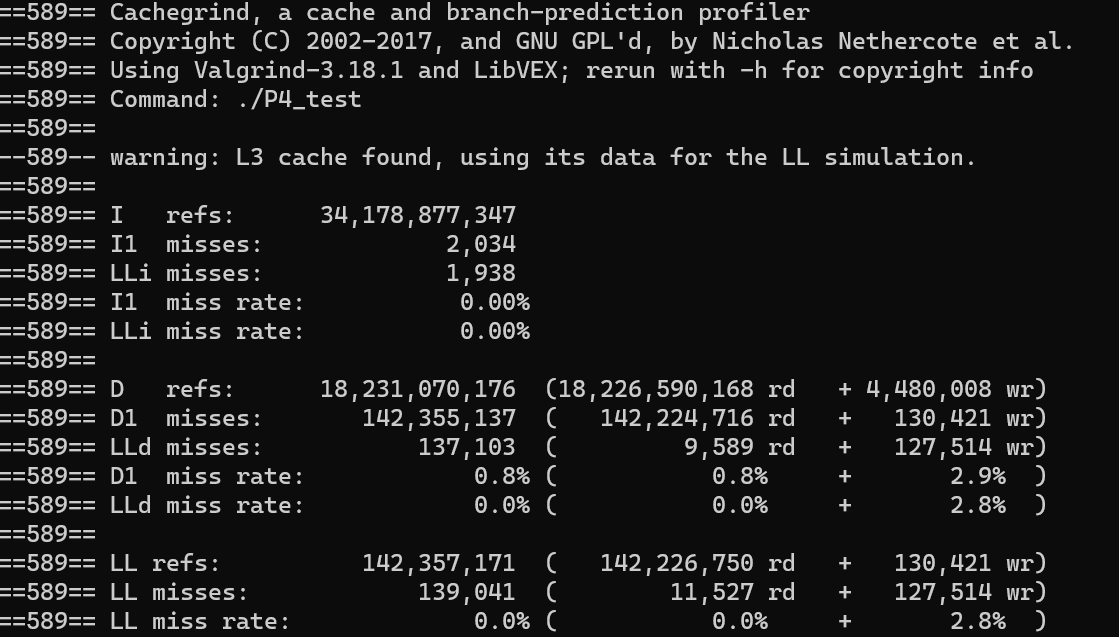 ==589== Cachegrind, a cache and branch-prediction profiler
==589== Copyright (C) 2002-2017, and GNU GPL'd, by Nicholas Nethercote et al.
==589== Using Valgrind-3.18.1 and LibVEX; rerun with -h for copyright info
==589== Command: ./P4_test
==589==
--589-- warning: L3 cache found, using its data for the LL simulation.
==589==
==589== I   refs:      34,178,877,347
==589== I1  misses:             2,034
==589== LLi misses:             1,938
==589== I1  miss rate:           0.00%
==589== LLi miss rate:           0.00%
==589==
==589== D   refs:      18,231,070,176  (18,226,590,168 rd   + 4,480,008 wr)
==589== D1  misses:       142,355,137  (   142,224,716 rd   +   130,421 wr)
==589== LLd misses:           137,103  (         9,589 rd   +   127,514 wr)
==589== D1  miss rate:            0.8% (           0.8%     +       2.9%  )
==589== LLd miss rate:            0.0% (           0.0%     +       2.8%  )
==589==
==589== LL refs:          142,357,171  (   142,226,750 rd   +   130,421 wr)
==589== LL misses:            139,041  (        11,527 rd   +   127,514 wr)
==589== LL miss rate:             0.0% (           0.0%     +       2.8%  )